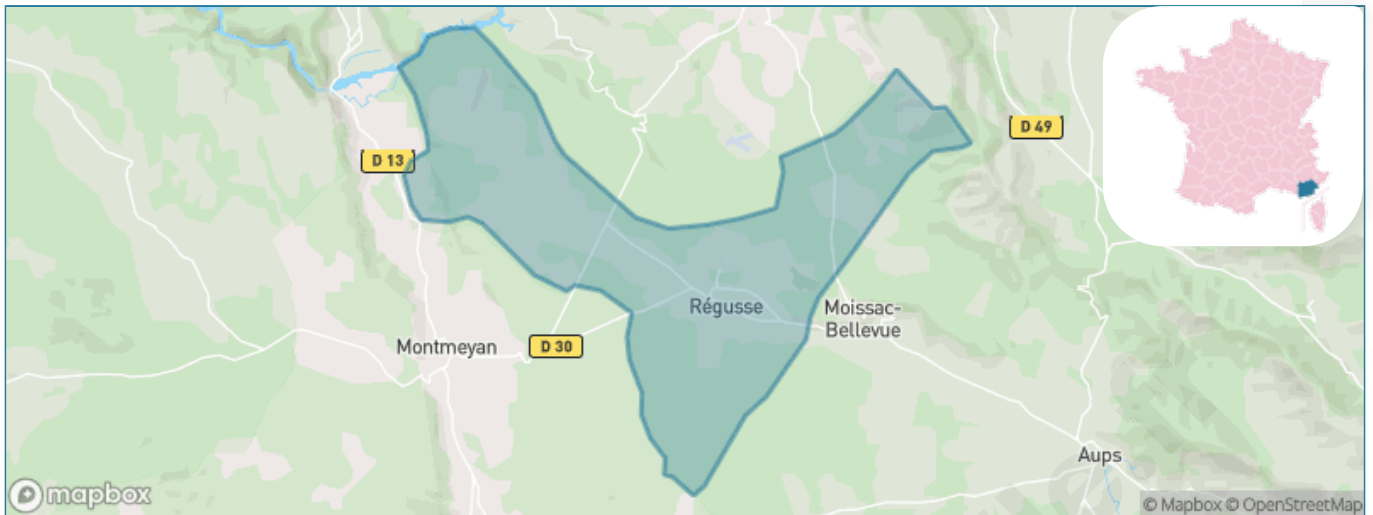 D 49
D 13
Régusse
Moissac-
Bellevue
Montmeyan
D 30
Aups
mapbox
© Mapbox © OpenStreetMap